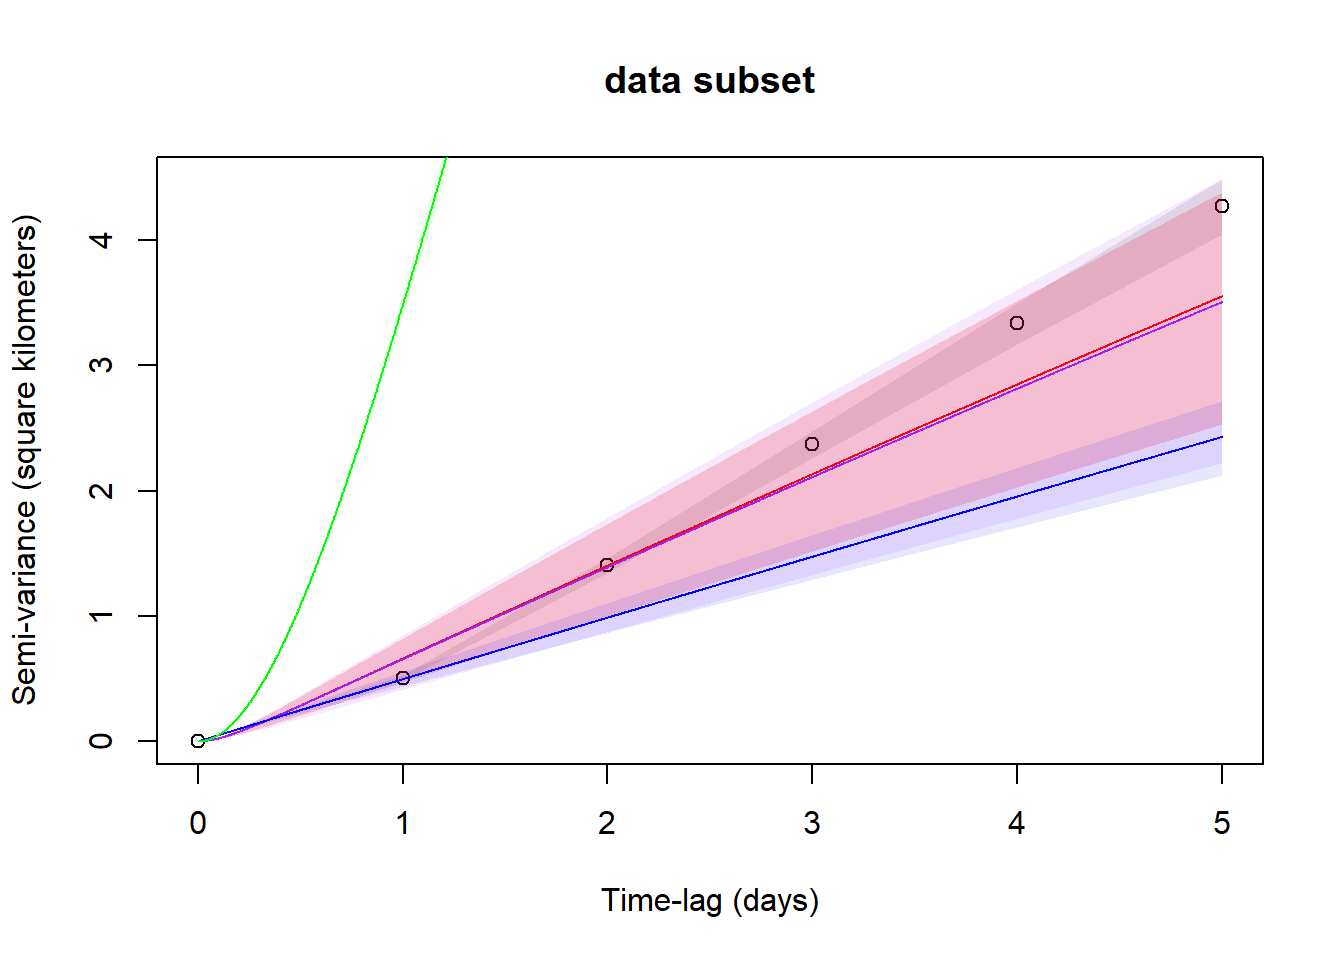 data subset
Semi-variance (square kilometers)
4
3
2
1
0
0 1 2 3 4 5
Time-lag (days)